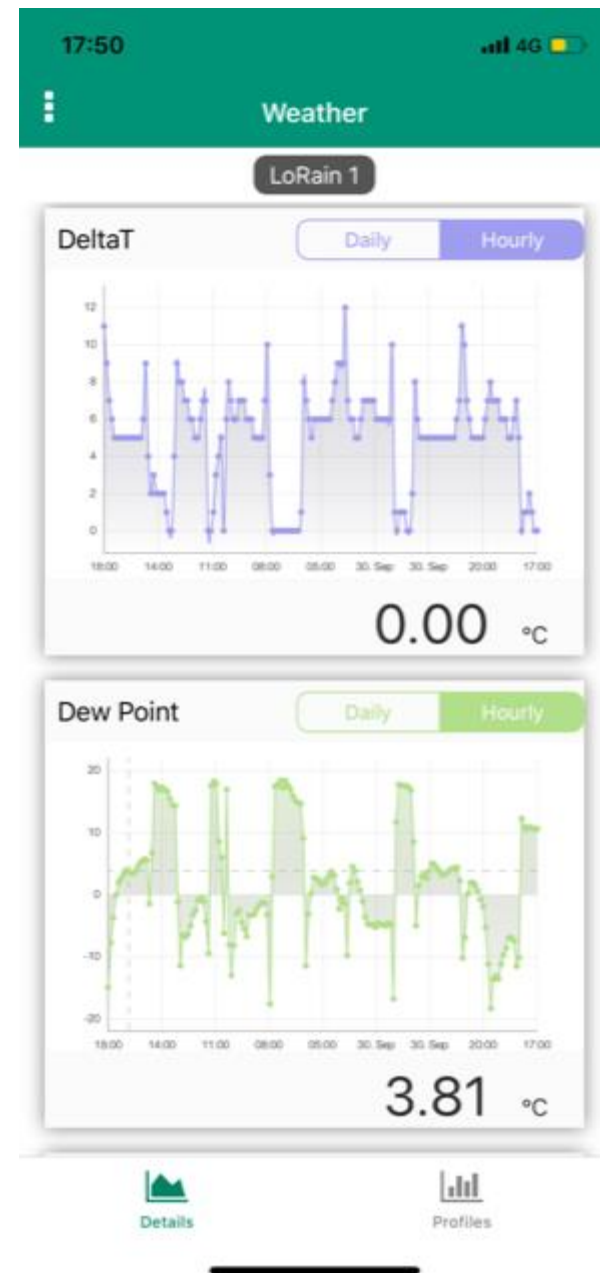 17:50 4G
Weather
LoRain 1
DeltaT Daily Hourly
12
10
8
6
4
2
0
18:00 14:00 11:00 08:00 05:00 30. Sep 30. Sep 20:00 17:00
0.00 °C
Dew Point Daily Hourly
20
10
0
-10
-20
18:00 14:00 11:00 08:00 05:00 30. Sep 30. Sep 20:00 17:00
3.81 °C
Details Profiles